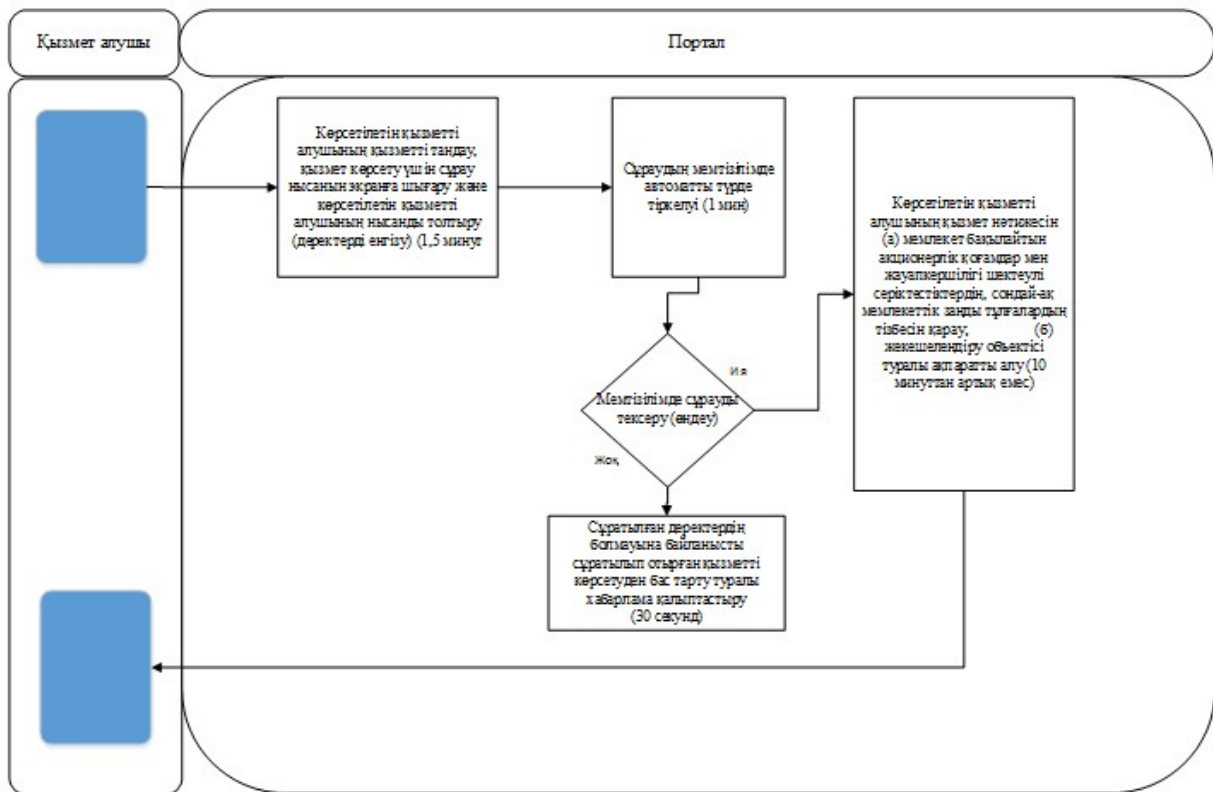 Қызмет алушы
Портал
Көрсетілетін қызметті
алушының қызметті таңдау,
қызмет көрсету үшін сұрау
нысанын экранға шығару және
көрсетілетін қызметті
алушының нысанды толтыру
(деректерді енгізу) (1,5 минут
Сұраудың мемтізілімде
автоматты түрде
тіркелуі (1 мин)
Көрсетілетін қызметті
алушының қызмет нәтижесін
(а) мемлекет бақылайтын
акционерлік қоғамдар мен
жауапкершілігі шектеулі
серіктестіктердің, сондай-ақ
мемлекеттік заңды тұлғалардың
тізбесін қарау, (б)
жекешелендіру объектісі
туралы ақпаратты алу (10
минуттан артық емес)
Ия
Мемтізілімде сұрауды
тексеру (өңдеу)
Жоқ
Сұратылған деректердің
болмауына байланысты
сұратылып отырған қызметті
көрсетуден бас тарту туралы
хабарлама қалыптастыру
(30 секунд)